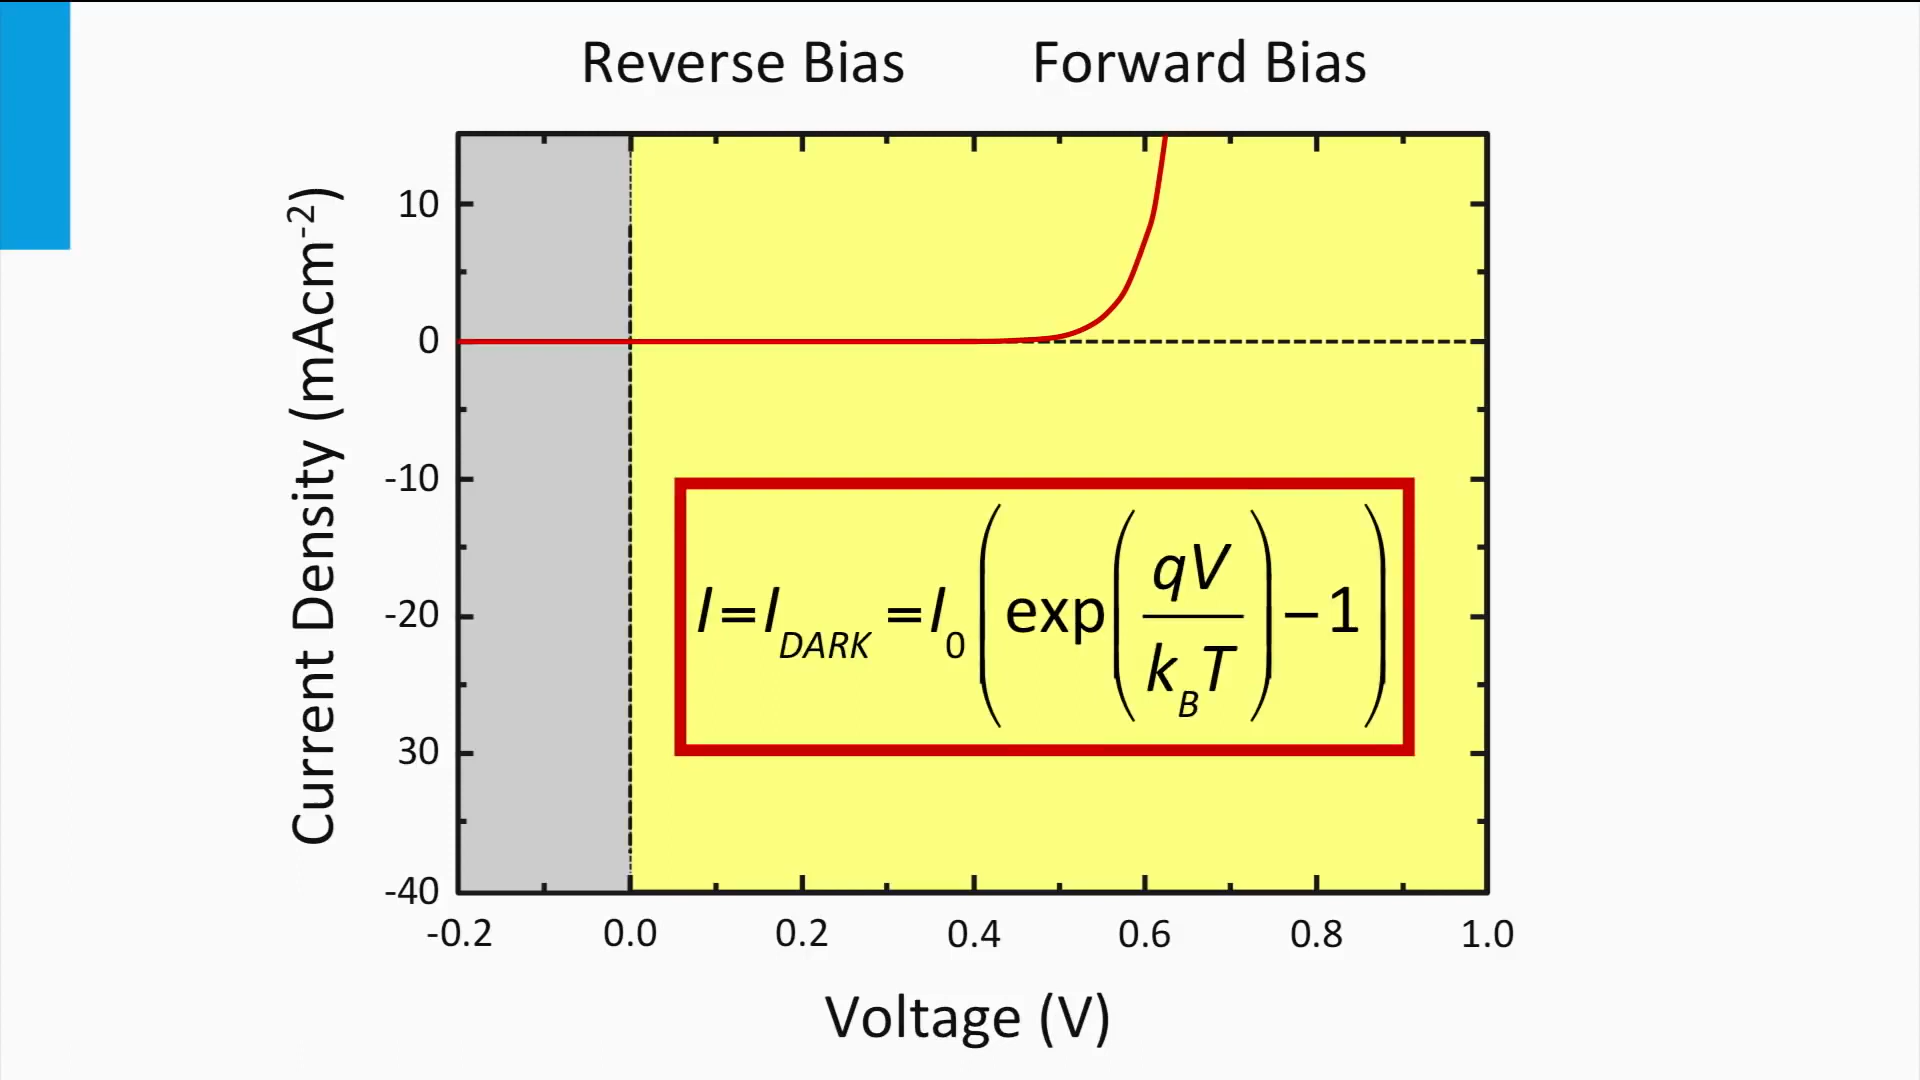 Reverse Bias Forward Bias
Current Density (mAcm-2)
10
0
-10
-20
30
-40
I=I_DARK =I_0 (exp(qV/k_BT)−1)
-0.2 0.0 0.2 0.4 0.6 0.8 1.0
Voltage (V)